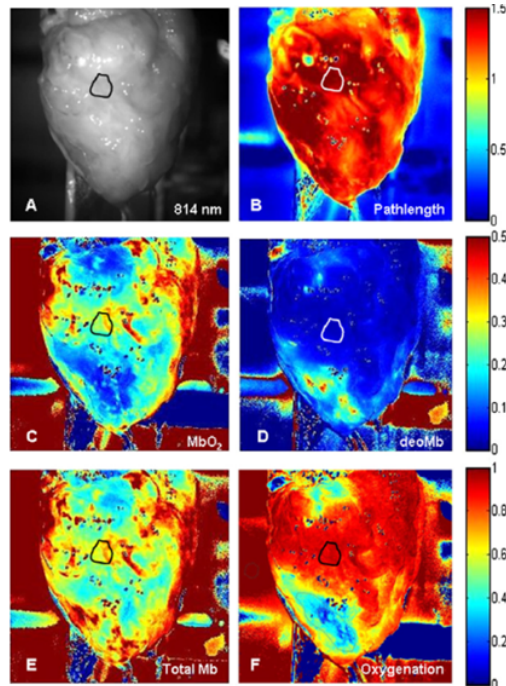 A
814 nm
B
Pathlength
1.5
1
0.5
0
C
MbO₂
D
deoMb
0.5
0.4
0.3
0.2
0.1
0
E
Total Mb
F
Oxygenation
1
0.8
0.6
0.4
0.2
0